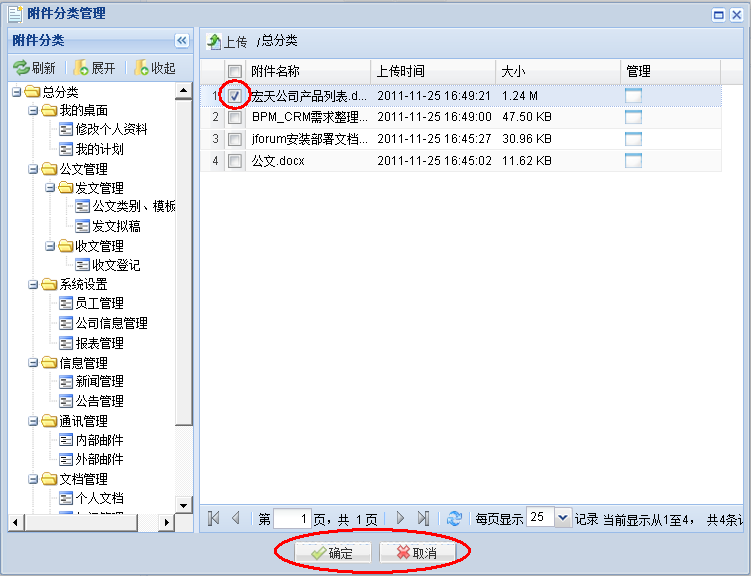 附件分类管理
附件分类
刷新 展开 收起
总分类
我的桌面
修改个人资料
我的计划
公文管理
发文管理
公文类别、模板
发文拟稿
收文管理
收文登记
系统设置
员工管理
公司信息管理
报表管理
信息管理
新闻管理
公告管理
通讯管理
内部邮件
外部邮件
文档管理
个人文档
上传 /总分类
附件名称 上传时间 大小 管理
1 宏天公司产品列表.d... 2011-11-25 16:49:21 1.24 M
2 BPM_CRM需求整理... 2011-11-25 16:49:00 47.50 KB
3 jforum安装部署文档... 2011-11-25 16:45:27 30.96 KB
4 公文.docx 2011-11-25 16:45:02 11.62 KB
第 1 页，共 1 页 每页显示 25 记录 当前显示从1至4， 共4条
确定 取消